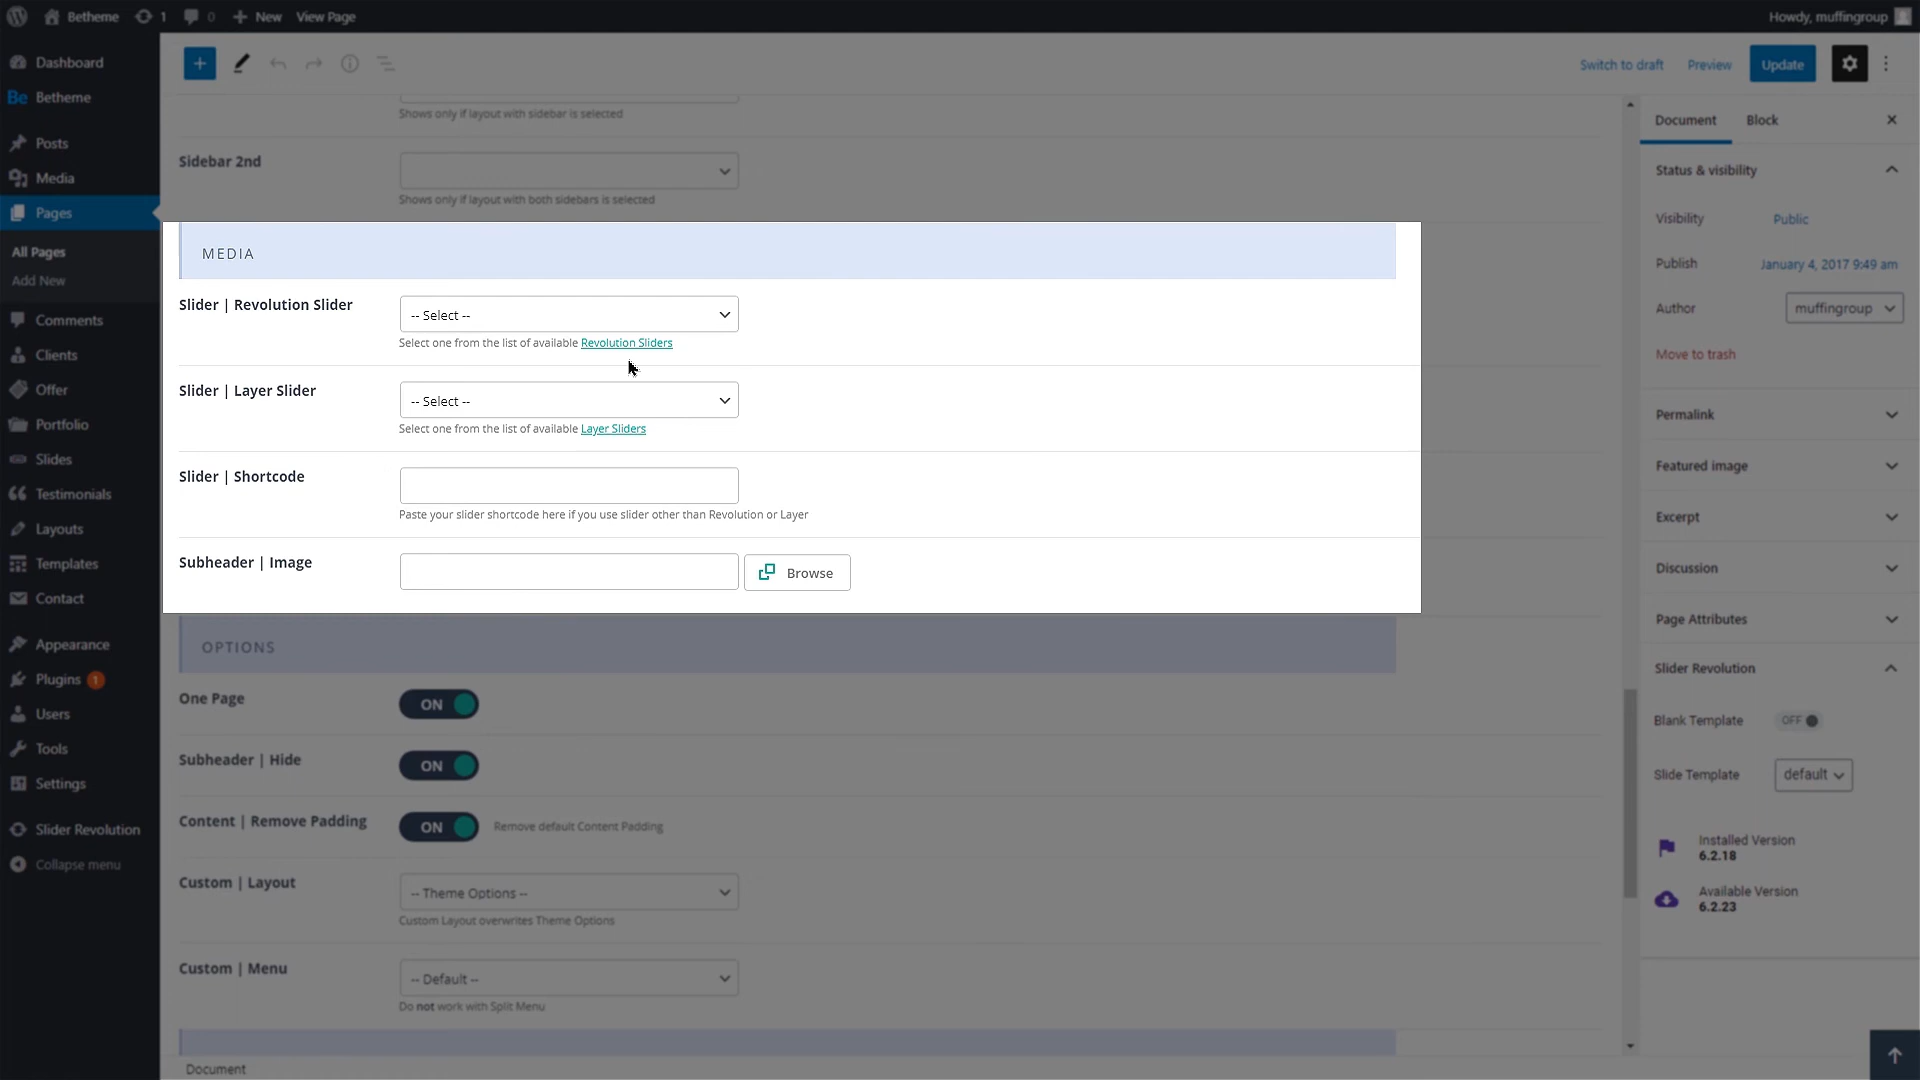 Betheme
1
0
New
View Page
Howdy, muffingroup
Dashboard
Be Betheme
Posts
Media
Pages
All Pages
Add New
Comments
Clients
Offer
Portfolio
Slides
Testimonials
Layouts
Templates
Contact
Appearance
Plugins 1
Users
Tools
Settings
Slider Revolution
Collapse menu
Switch to draft
Preview
Update
Shows only if layout with sidebar is selected
Sidebar 2nd
Shows only if layout with both sidebars is selected
MEDIA
Slider | Revolution Slider
-- Select --
Select one from the list of available Revolution Sliders
Slider | Layer Slider
-- Select --
Select one from the list of available Layer Sliders
Slider | Shortcode
Paste your slider shortcode here if you use slider other than Revolution or Layer
Subheader | Image
Browse
OPTIONS
One Page
ON
Subheader | Hide
ON
Content | Remove Padding
ON
Remove default Content Padding
Custom | Layout
-- Theme Options --
Custom Layout overwrites Theme Options
Custom | Menu
-- Default --
Do not work with Split Menu
Document
Document
Block
Status & visibility
Visibility
Public
Publish
January 4, 2017 9:49 am
Author
muffingroup
Move to trash
Permalink
Featured image
Excerpt
Discussion
Page Attributes
Slider Revolution
Blank Template
OFF
Slide Template
default
Installed Version
6.2.18
Available Version
6.2.23